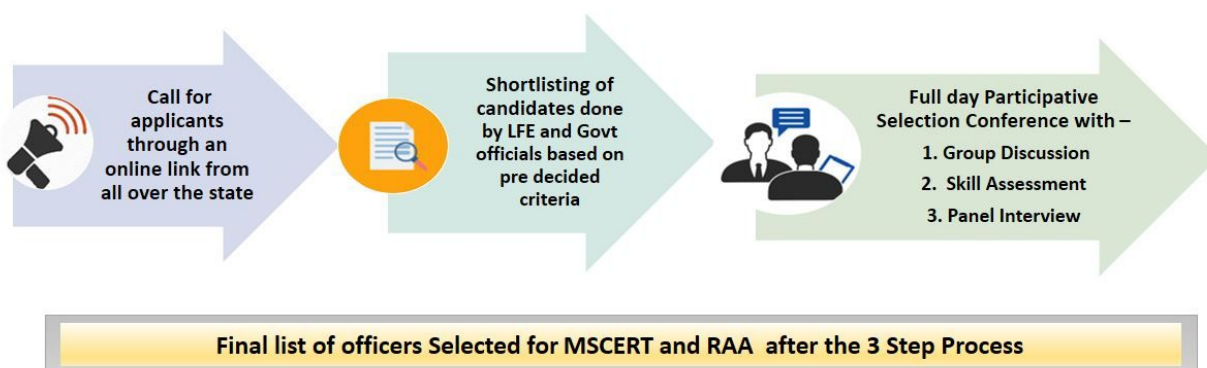 Call for
applicants
through an
online link from
all over the state
Shortlisting of
candidates done
by LFE and Govt
officials based on
pre decided
criteria
Full day Participative
Selection Conference with –
1. Group Discussion
2. Skill Assessment
3. Panel Interview
Final list of officers Selected for MSCERT and RAA after the 3 Step Process